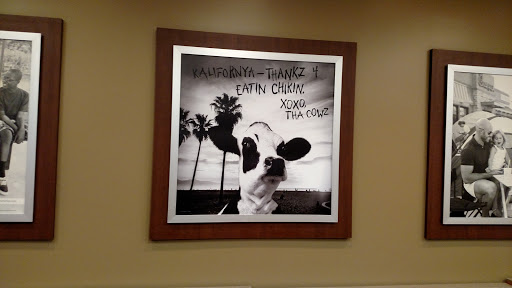 KALIFORNYA - THANKZ 4
EATIN CHIKIN.
XOXO,
THA COWZ